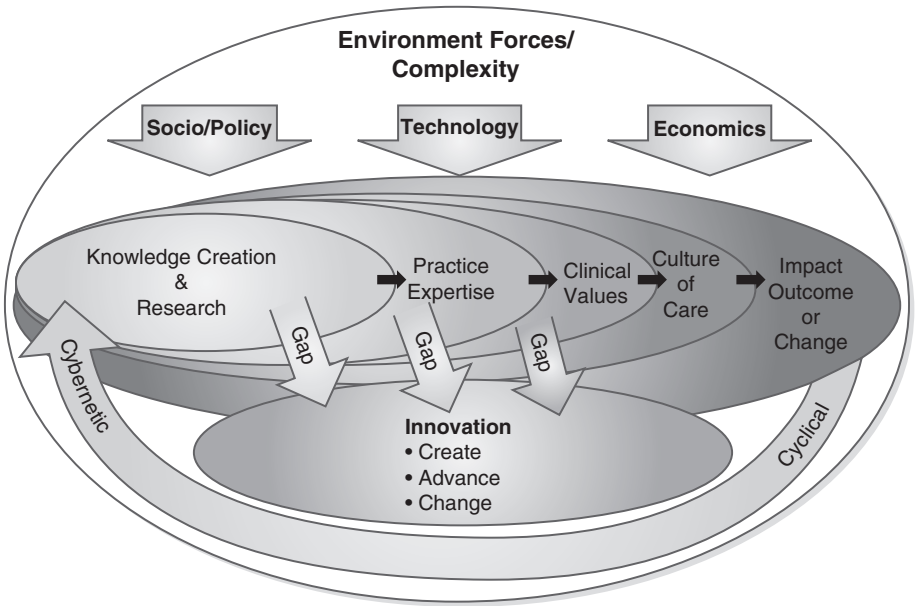 Environment Forces/
Complexity
Socio/Policy
Technology
Economics
Knowledge Creation
&
Research
Practice
Expertise
Clinical
Values
Culture
of
Care
Impact
Outcome
or
Change
Gap
Gap
Gap
Cybernetic
Cyclical
Innovation
• Create
• Advance
• Change